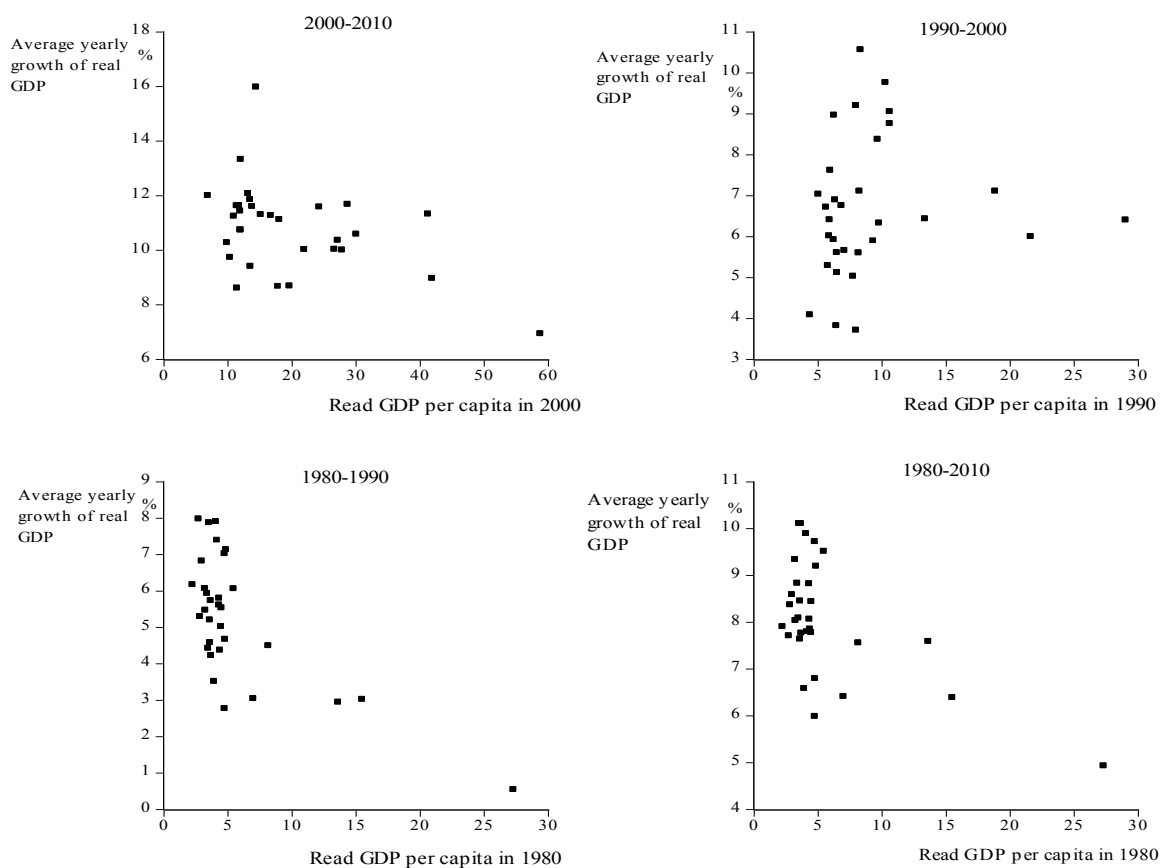 2000-2010
Average yearly
growth of real
GDP
%
18
16
14
12
10
8
6
0 10 20 30 40 50 60
Read GDP per capita in 2000
1990-2000
Average yearly
growth of real
GDP
%
11
10
9
8
7
6
5
4
3
0 5 10 15 20 25 30
Read GDP per capita in 1990
1980-1990
Average yearly
growth of real
GDP
%
9
8
7
6
5
4
3
2
1
0
0 5 10 15 20 25 30
Read GDP per capita in 1980
1980-2010
Average yearly
growth of real
GDP
%
11
10
9
8
7
6
5
4
0 5 10 15 20 25 30
Read GDP per capita in 1980